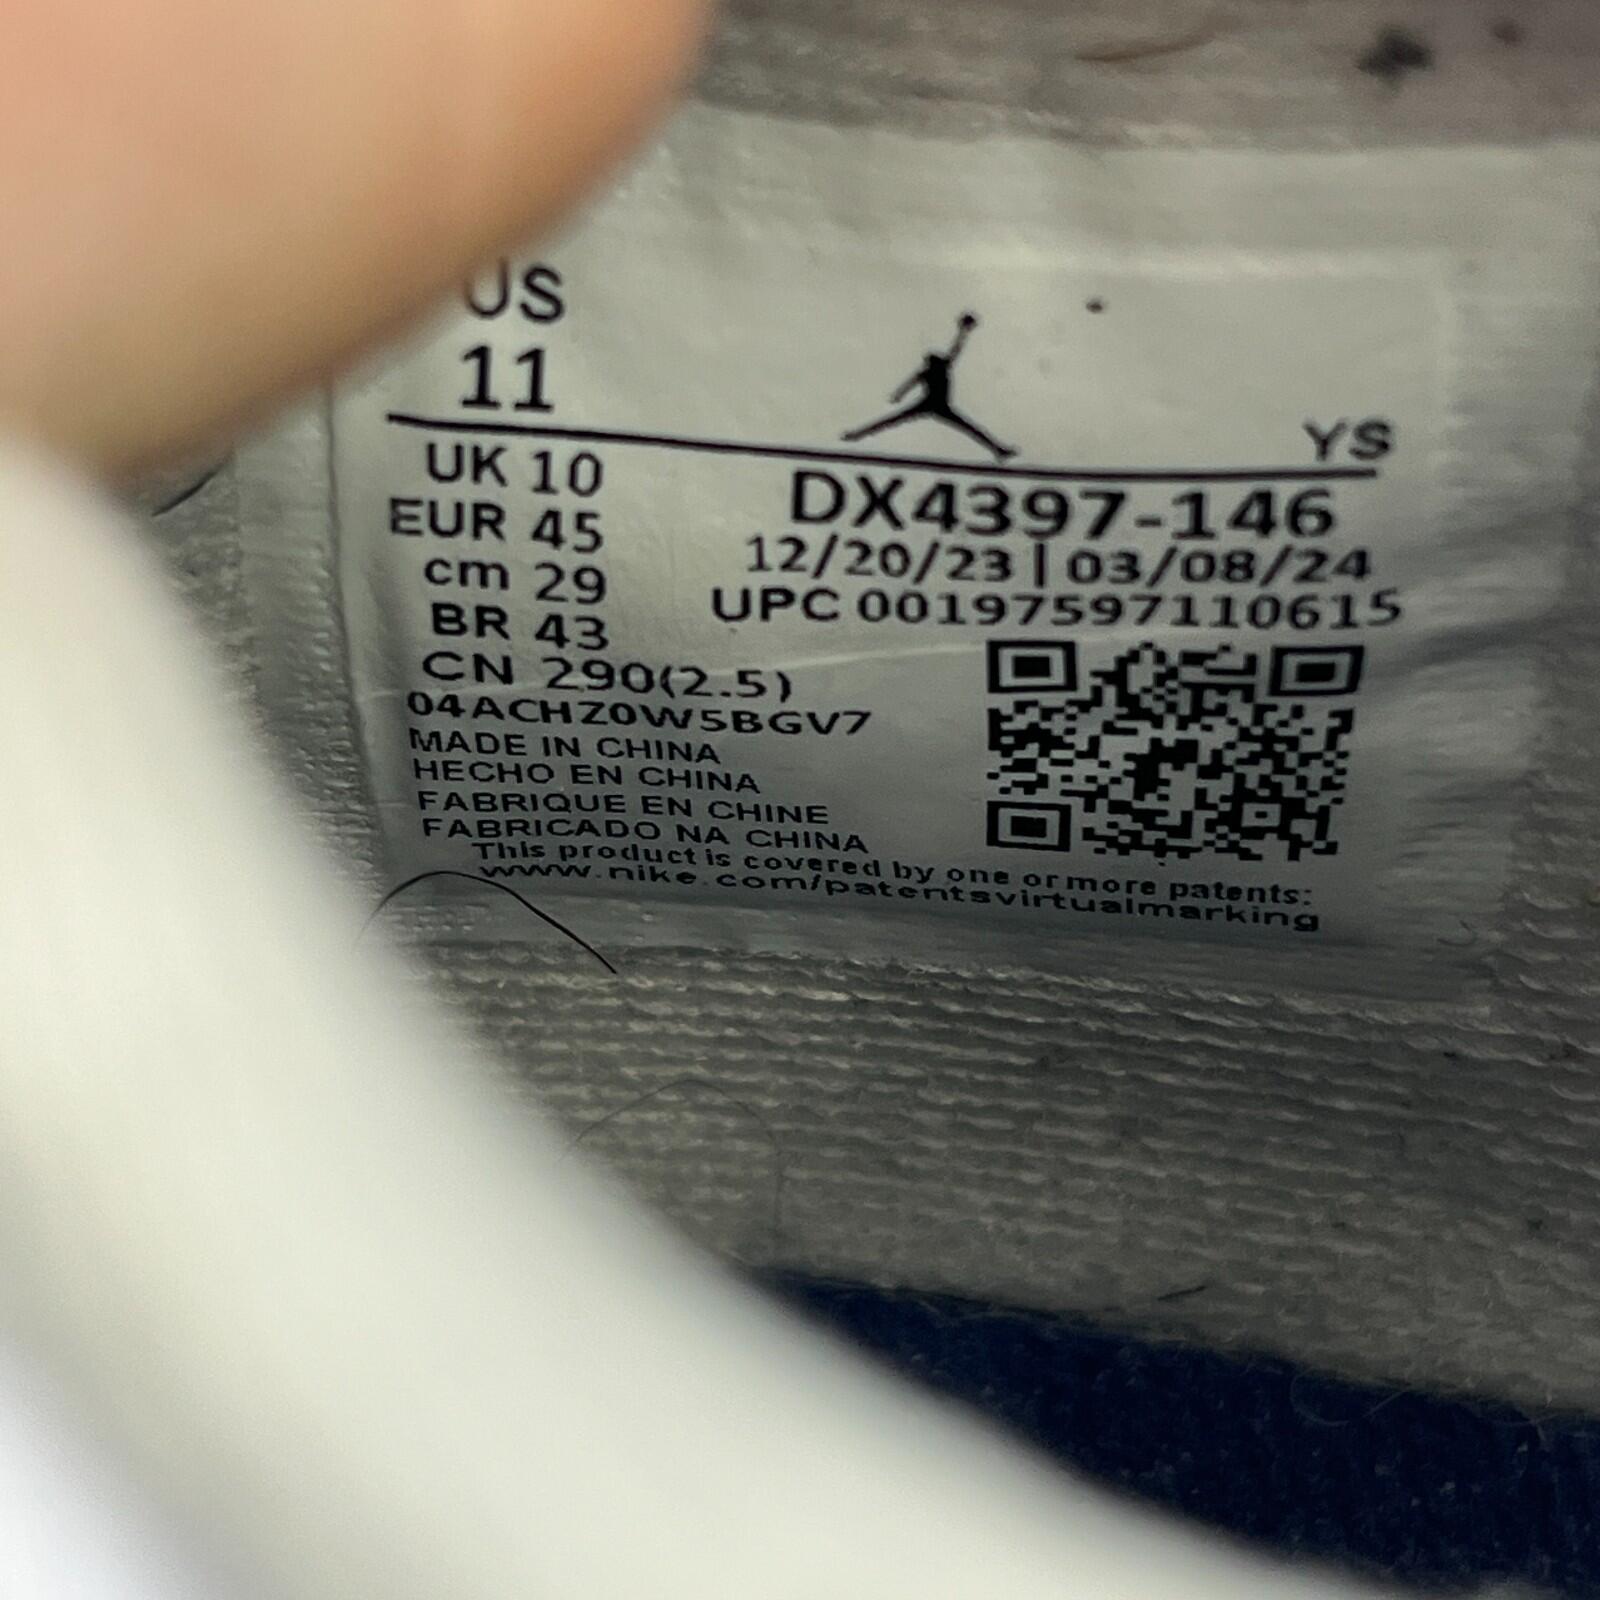 US
11
YS
UK 10
EUR 45
cm 29
BR 43
CN 290(2.5)
DX4397-146
12/20/23 | 03/08/24
UPC 00197597110615
04ACHZ0W5BGV7
MADE IN CHINA
HECHO EN CHINA
FABRIQUE EN CHINE
FABRICADO NA CHINA
This product is covered by one or more patents:
www.nike.com/patentsvirtualmarking